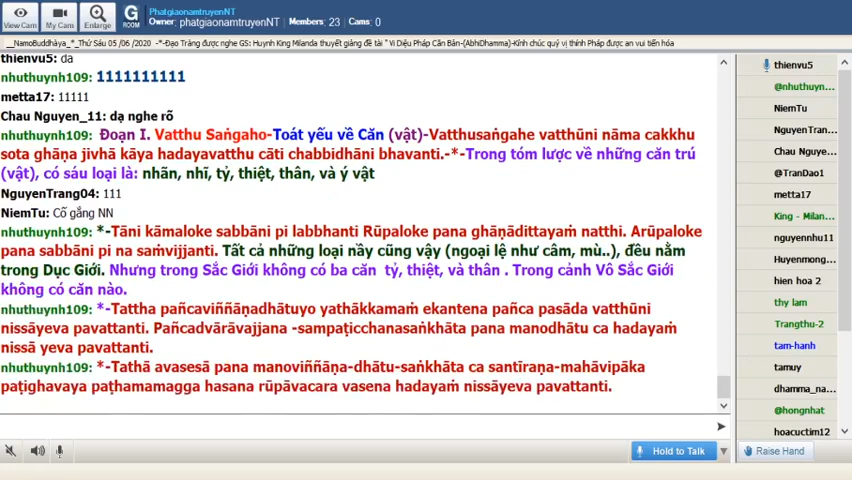 View Cam
My Cam
Enlarge
G
ROOM
PhatgiaonamtruyenNT
Owner: phatgiaonamtruyenNT Members: 23 Cams: 0
__NamoBuddhàya_*_Thứ Sáu 05 /06 /2020 -*-Đạo Tràng được nghe GS: Huynh King Milanda thuyết giảng đề tài " Vi Diệu Pháp Căn Bản-(AbhiDhamma)-Kính chúc quý vị thính Pháp được an vui tiến hóa
thienvu5: dạ
nhuthuynh109: 1111111111
metta17: 11111
Chau Nguyen_11: dạ nghe rõ
nhuthuynh109: Đoạn I. Vatthu Saṅgaho-Toát yếu về Căn (vật)-Vatthusaṅgahe vatthūni nāma cakkhu
sota ghāṇa jivhā kāya hadayavatthu cāti chabbidhāni bhavanti.-*-Trong tóm lược về những căn trú
(vật), có sáu loại là: nhãn, nhĩ, tỷ, thiệt, thân, và ý vật
NguyenTrang04: 111
NiemTu: Cố gắng NN
nhuthuynh109: *-Tāni kāmaloke sabbāni pi labbhanti Rūpaloke pana ghāṇādittayaṁ natthi. Arūpaloke
pana sabbāni pi na saṁvijjanti. Tất cả những loại nầy cũng vậy (ngoại lệ như câm, mù..), đều nằm
trong Dục Giới. Nhưng trong Sắc Giới không có ba căn tỷ, thiệt, và thân . Trong cảnh Vô Sắc Giới
không có căn nào.
nhuthuynh109: *-Tattha pañcaviññāṇadhātuyo yathākkamaṁ ekantena pañca pasāda vatthūni
nissāyeva pavattanti. Pañcadvārāvajjana -sampaṭicchanasaṅkhāta pana manodhātu ca hadayaṁ
nissā yeva pavattanti.
nhuthuynh109: *-Tathā avasesā pana manoviññāṇa-dhātu-saṅkhāta ca santīraṇa-mahāvipāka
paṭighavaya paṭhamamagga hasana rūpāvacara vasena hadayaṁ nissāyeva pavattanti.
thienvu5
@nhuthuyn...
NiemTu
NguyenTran...
Chau Nguye...
@TranDao1
metta17
King - Milan...
nguyennhu11
Huyenmong...
hien hoa 2
thy lam
Trangthu-2
tam-hanh
tamuy
dhamma_na...
@hongnhat
hoacuctim12
Hold to Talk
Raise Hand